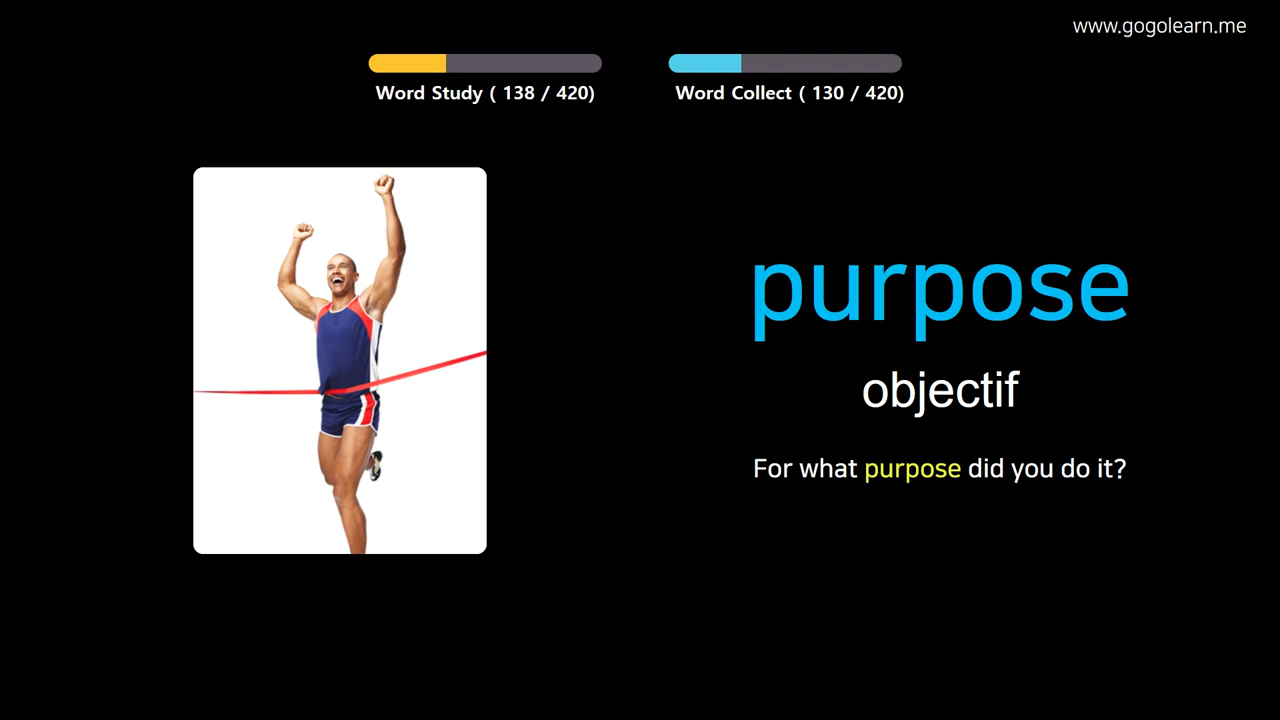 www.gogolearn.me
Word Study ( 138 / 420)
Word Collect ( 130 / 420)
purpose
objectif
For what purpose did you do it?